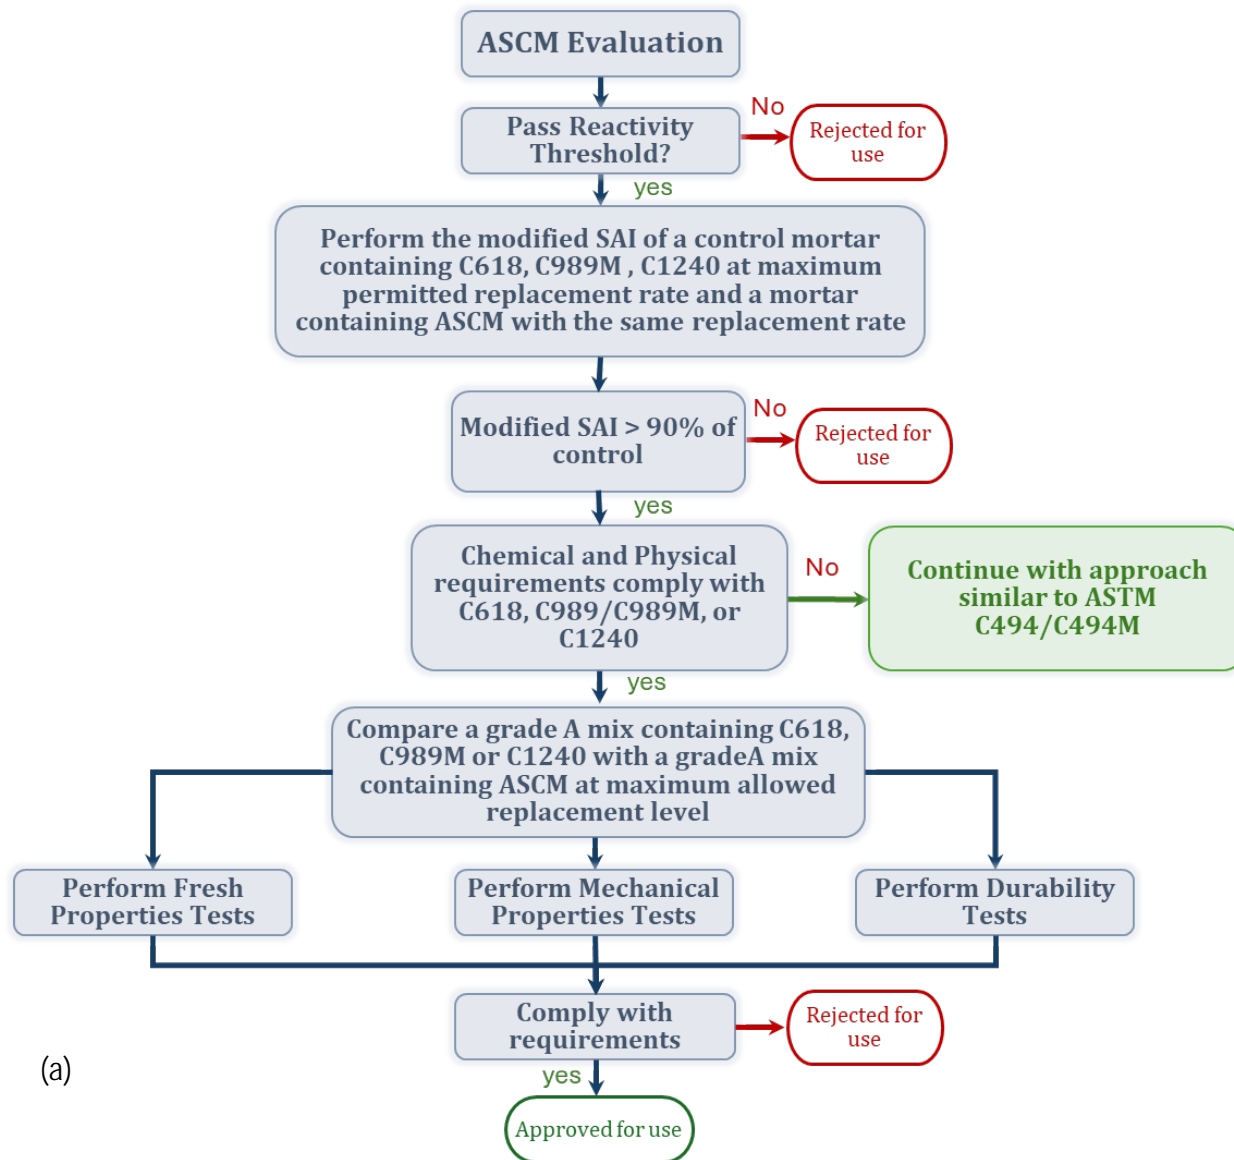 ASCM Evaluation
No
Pass Reactivity
Threshold?
Rejected for
use
yes
Perform the modified SAI of a control mortar
containing C618, C989M , C1240 at maximum
permitted replacement rate and a mortar
containing ASCM with the same replacement rate
No
Modified SAI > 90% of
control
Rejected for
use
yes
Chemical and Physical
requirements comply with
C618, C989/C989M, or
C1240
No
Continue with approach
similar to ASTM
C494/C494M
yes
Compare a grade A mix containing C618,
C989M or C1240 with a gradeA mix
containing ASCM at maximum allowed
replacement level
Perform Fresh
Properties Tests
Perform Mechanical
Properties Tests
Perform Durability
Tests
Comply with
requirements
Rejected for
use
(a)
yes
Approved for use